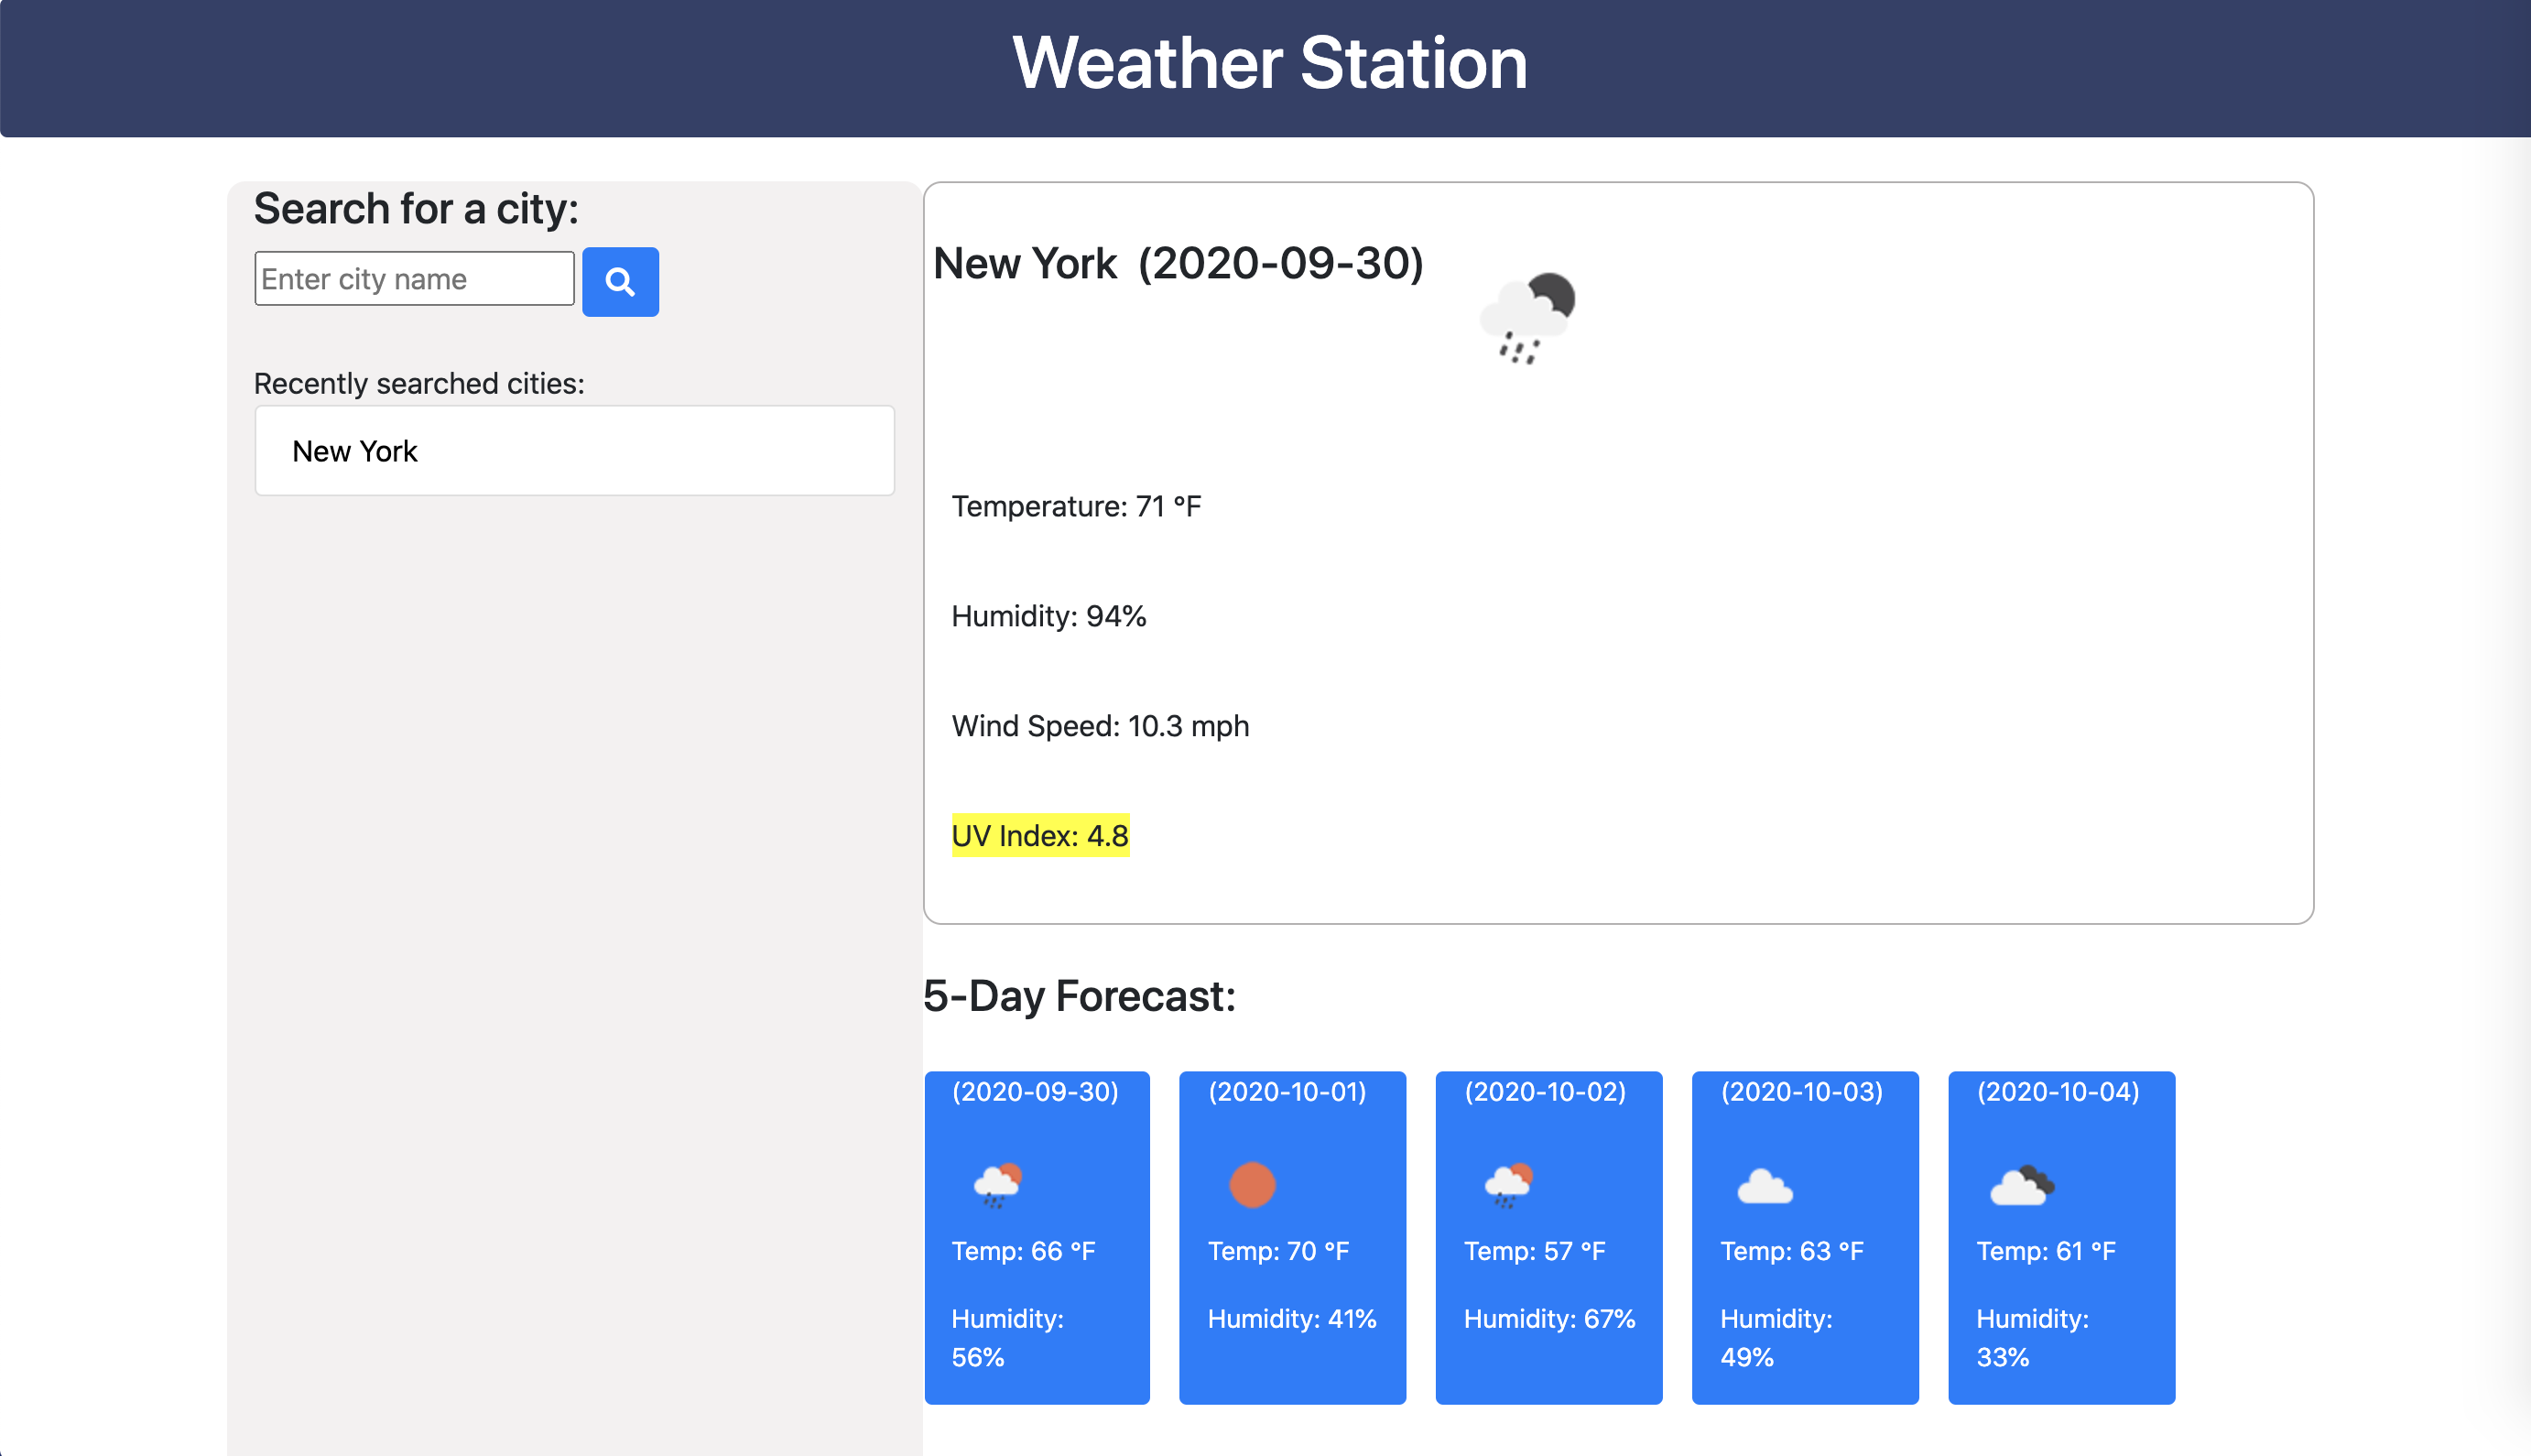 Weather Station
Search for a city:
Enter city name
Recently searched cities:
New York
New York (2020-09-30)
Temperature: 71 °F
Humidity: 94%
Wind Speed: 10.3 mph
UV Index: 4.8
5-Day Forecast:
(2020-09-30)
Temp: 66 °F
Humidity:
56%
(2020-10-01)
Temp: 70 °F
Humidity: 41%
(2020-10-02)
Temp: 57 °F
Humidity: 67%
(2020-10-03)
Temp: 63 °F
Humidity:
49%
(2020-10-04)
Temp: 61 °F
Humidity:
33%